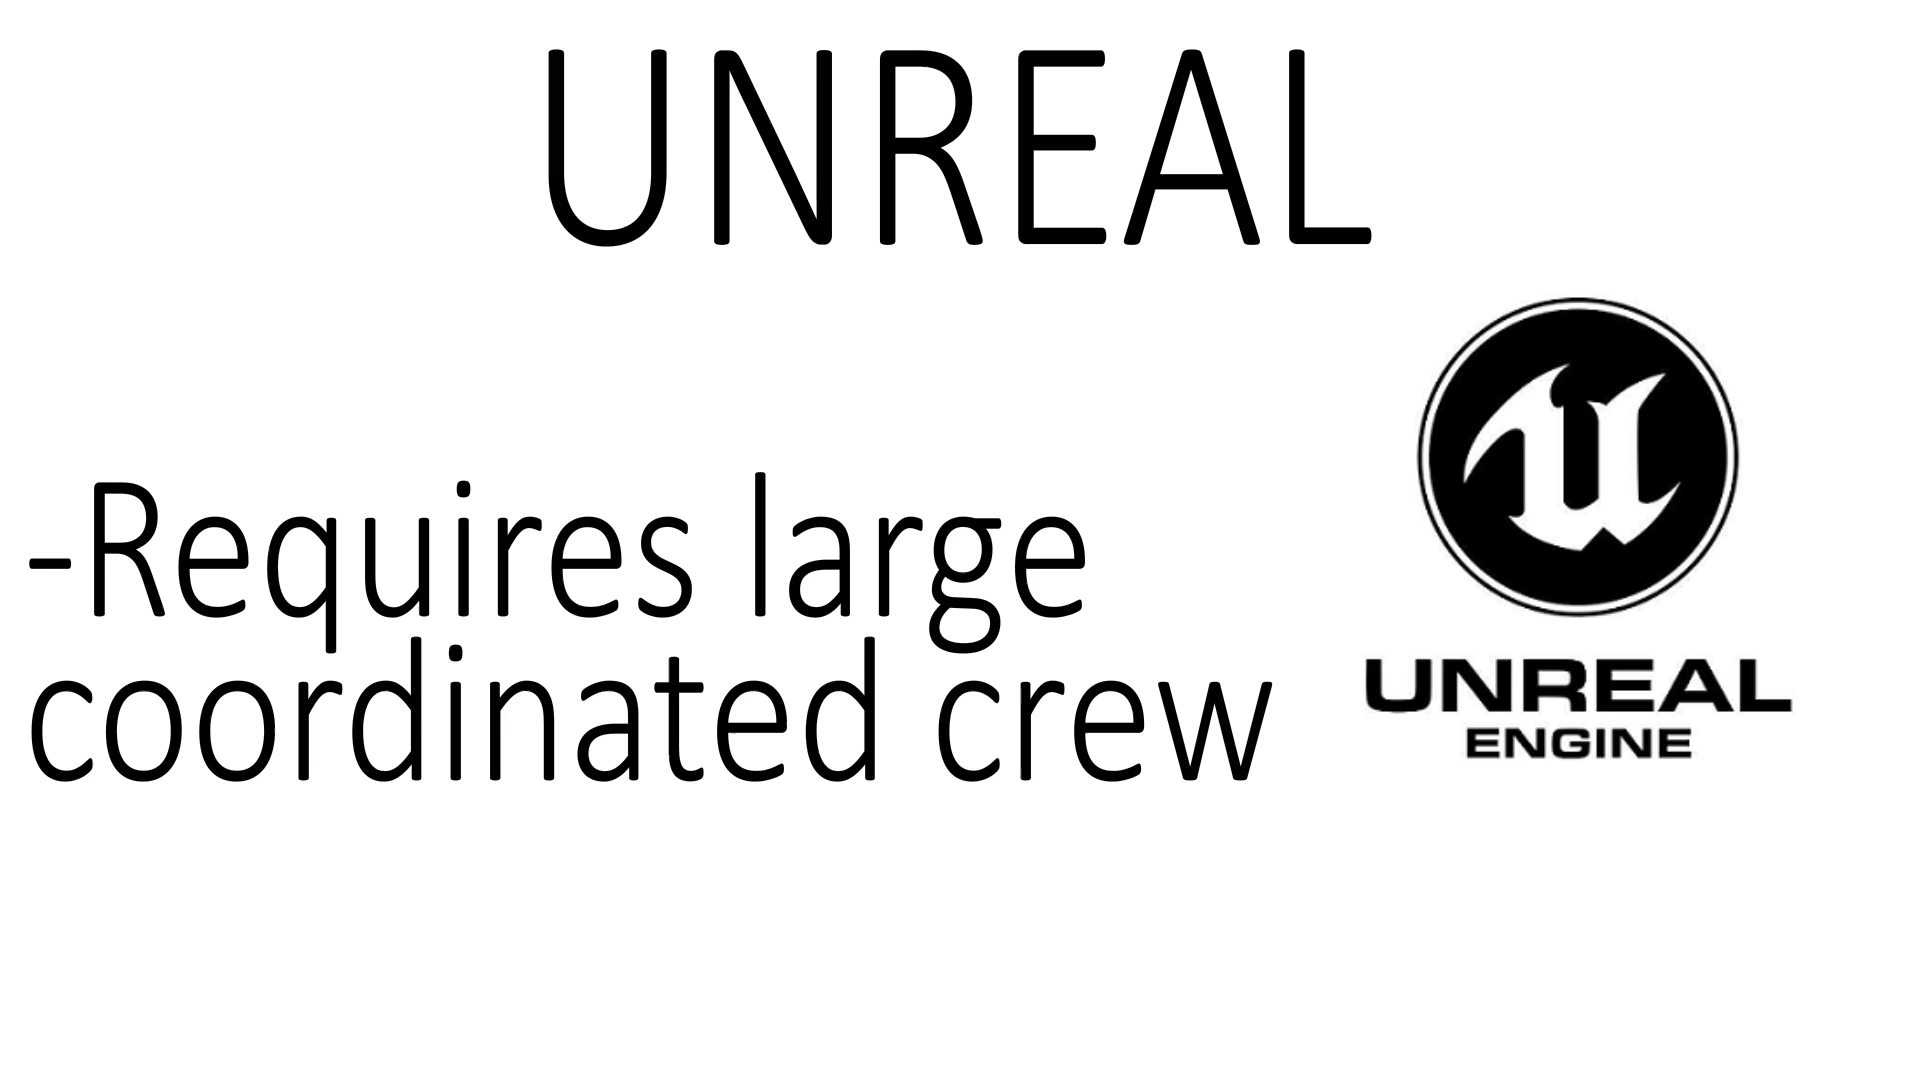 UNREAL
-Requires large
coordinated crew
UNREAL
ENGINE